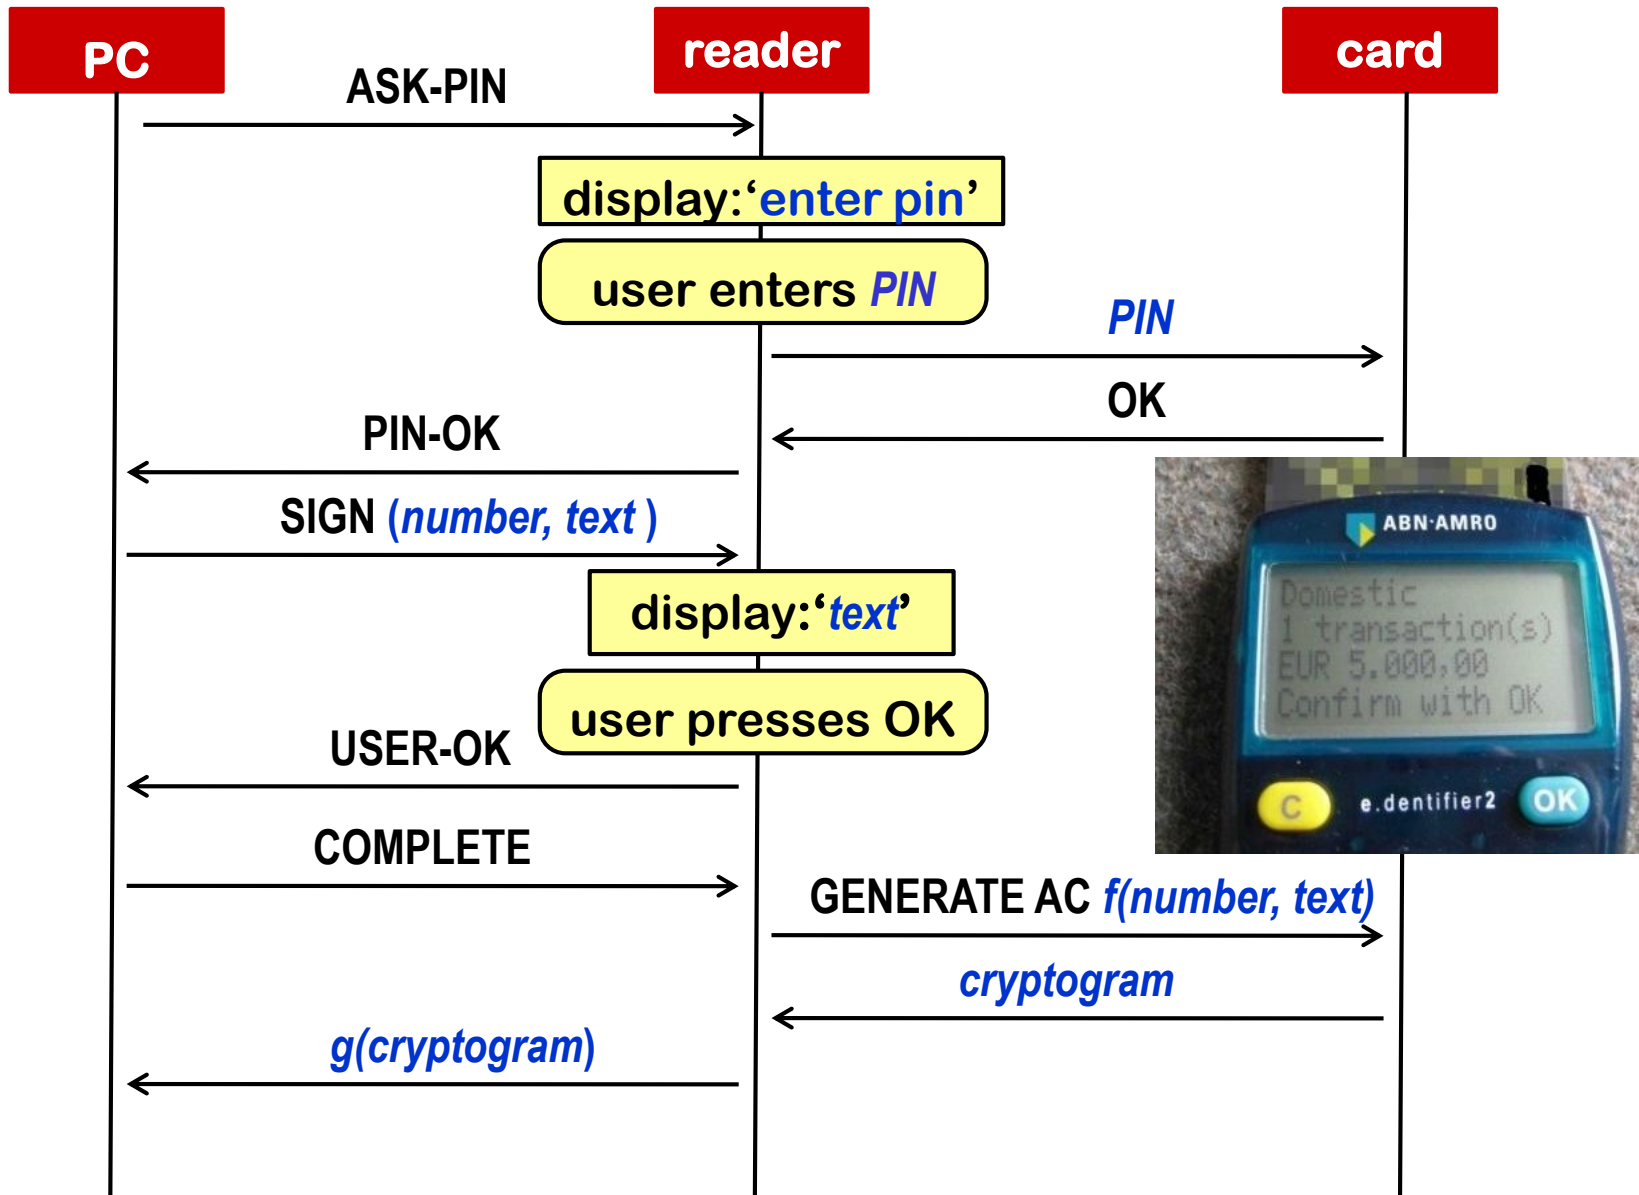 PC
reader
card
ASK-PIN
display:‘enter pin’
user enters PIN
PIN
OK
PIN-OK
SIGN (number, text )
display:‘text’
user presses OK
USER-OK
COMPLETE
GENERATE AC f(number, text)
cryptogram
g(cryptogram)
ABN·AMRO
Domestic
1 transaction(s)
EUR 5.000,00
Confirm with OK
C
e.dentifier2
OK